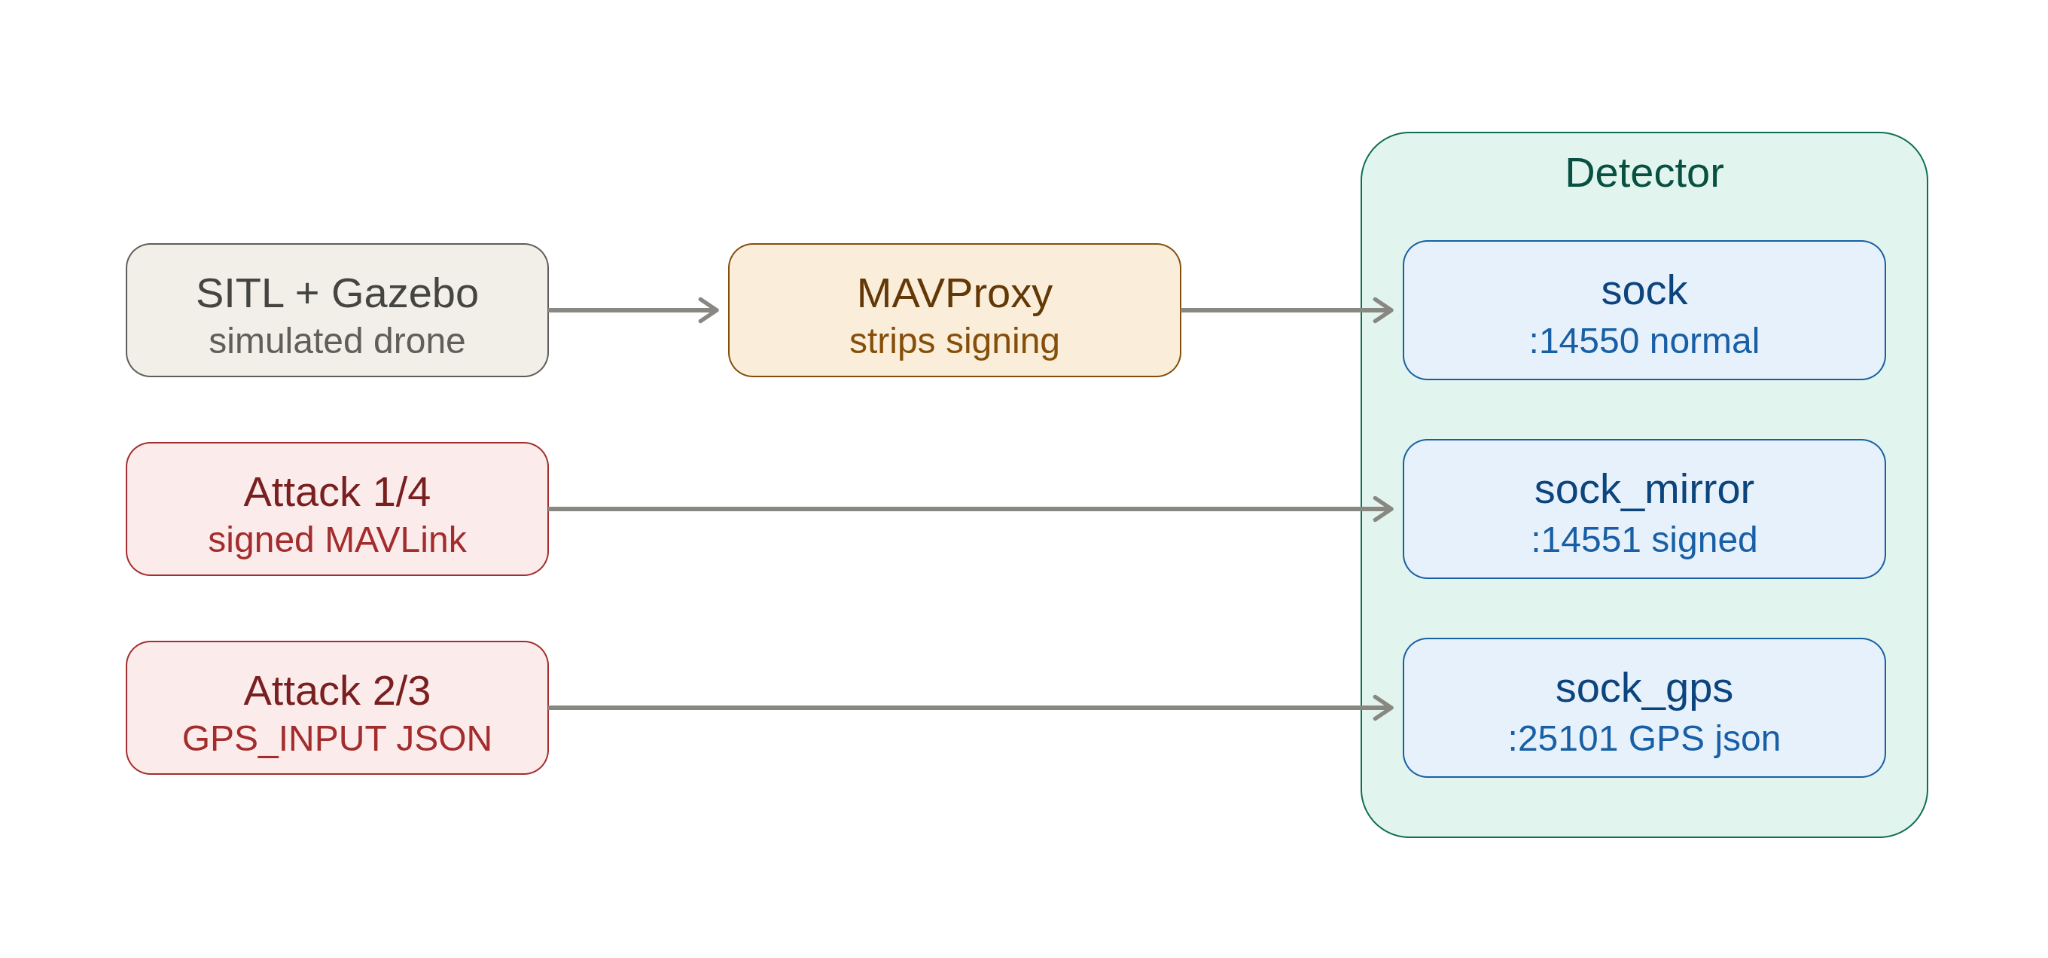 Detector
SITL + Gazebo
simulated drone
MAVProxy
strips signing
sock
:14550 normal
Attack 1/4
signed MAVLink
sock_mirror
:14551 signed
Attack 2/3
GPS_INPUT JSON
sock_gps
:25101 GPS json